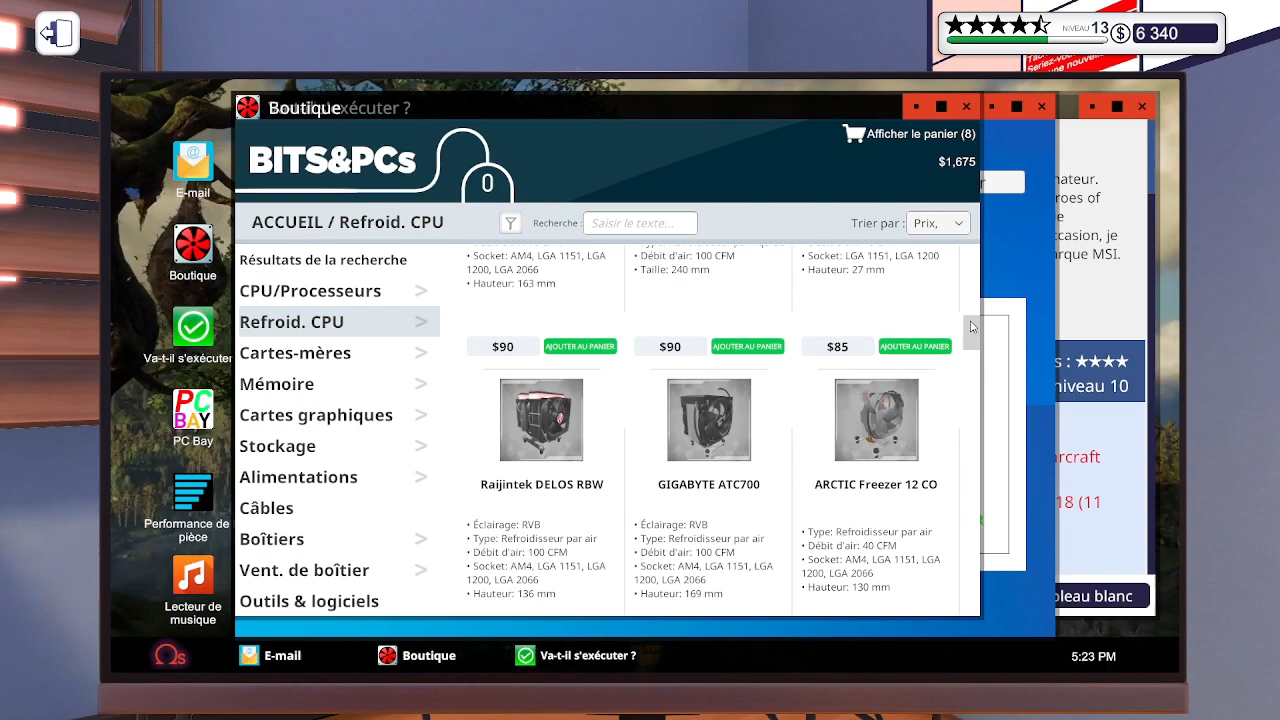 NIVEAU 13
$ 6 340
Boutique
exécuter ?
Afficher le panier (8)
$1,675
BITS&PCs
ACCUEIL / Refroid. CPU
Recherche :
Saisir le texte...
Trier par :
Prix,
E-mail
Boutique
Va-t-il s'exécuter
PC BAY
PC Bay
Performance de
pièce
Lecteur de
musique
Résultats de la recherche
CPU/Processeurs >
Refroid. CPU >
Cartes-mères >
Mémoire >
Cartes graphiques >
Stockage >
Alimentations >
Câbles
Boîtiers >
Vent. de boîtier >
Outils & logiciels
• Socket: AM4, LGA 1151, LGA
1200, LGA 2066
• Hauteur: 163 mm
$90
AJOUTER AU PANIER
• Débit d'air: 100 CFM
• Taille: 240 mm
$90
AJOUTER AU PANIER
• Socket: LGA 1151, LGA 1200
• Hauteur: 27 mm
$85
AJOUTER AU PANIER
Raijintek DELOS RBW
• Éclairage: RVB
• Type: Refroidisseur par air
• Débit d'air: 100 CFM
• Socket: AM4, LGA 1151, LGA
1200, LGA 2066
• Hauteur: 136 mm
GIGABYTE ATC700
• Éclairage: RVB
• Type: Refroidisseur par air
• Débit d'air: 100 CFM
• Socket: AM4, LGA 1151, LGA
1200, LGA 2066
• Hauteur: 169 mm
ARCTIC Freezer 12 CO
• Type: Refroidisseur par air
• Débit d'air: 40 CFM
• Socket: AM4, LGA 1151, LGA
1200, LGA 2066
• Hauteur: 130 mm
nateur.
roes of
e
ccasion, je
arque MSI.
s : ★★★★
niveau 10
rcraft
18 (11
bleau blanc
Ωs
E-mail
Boutique
Va-t-il s'exécuter ?
5:23 PM